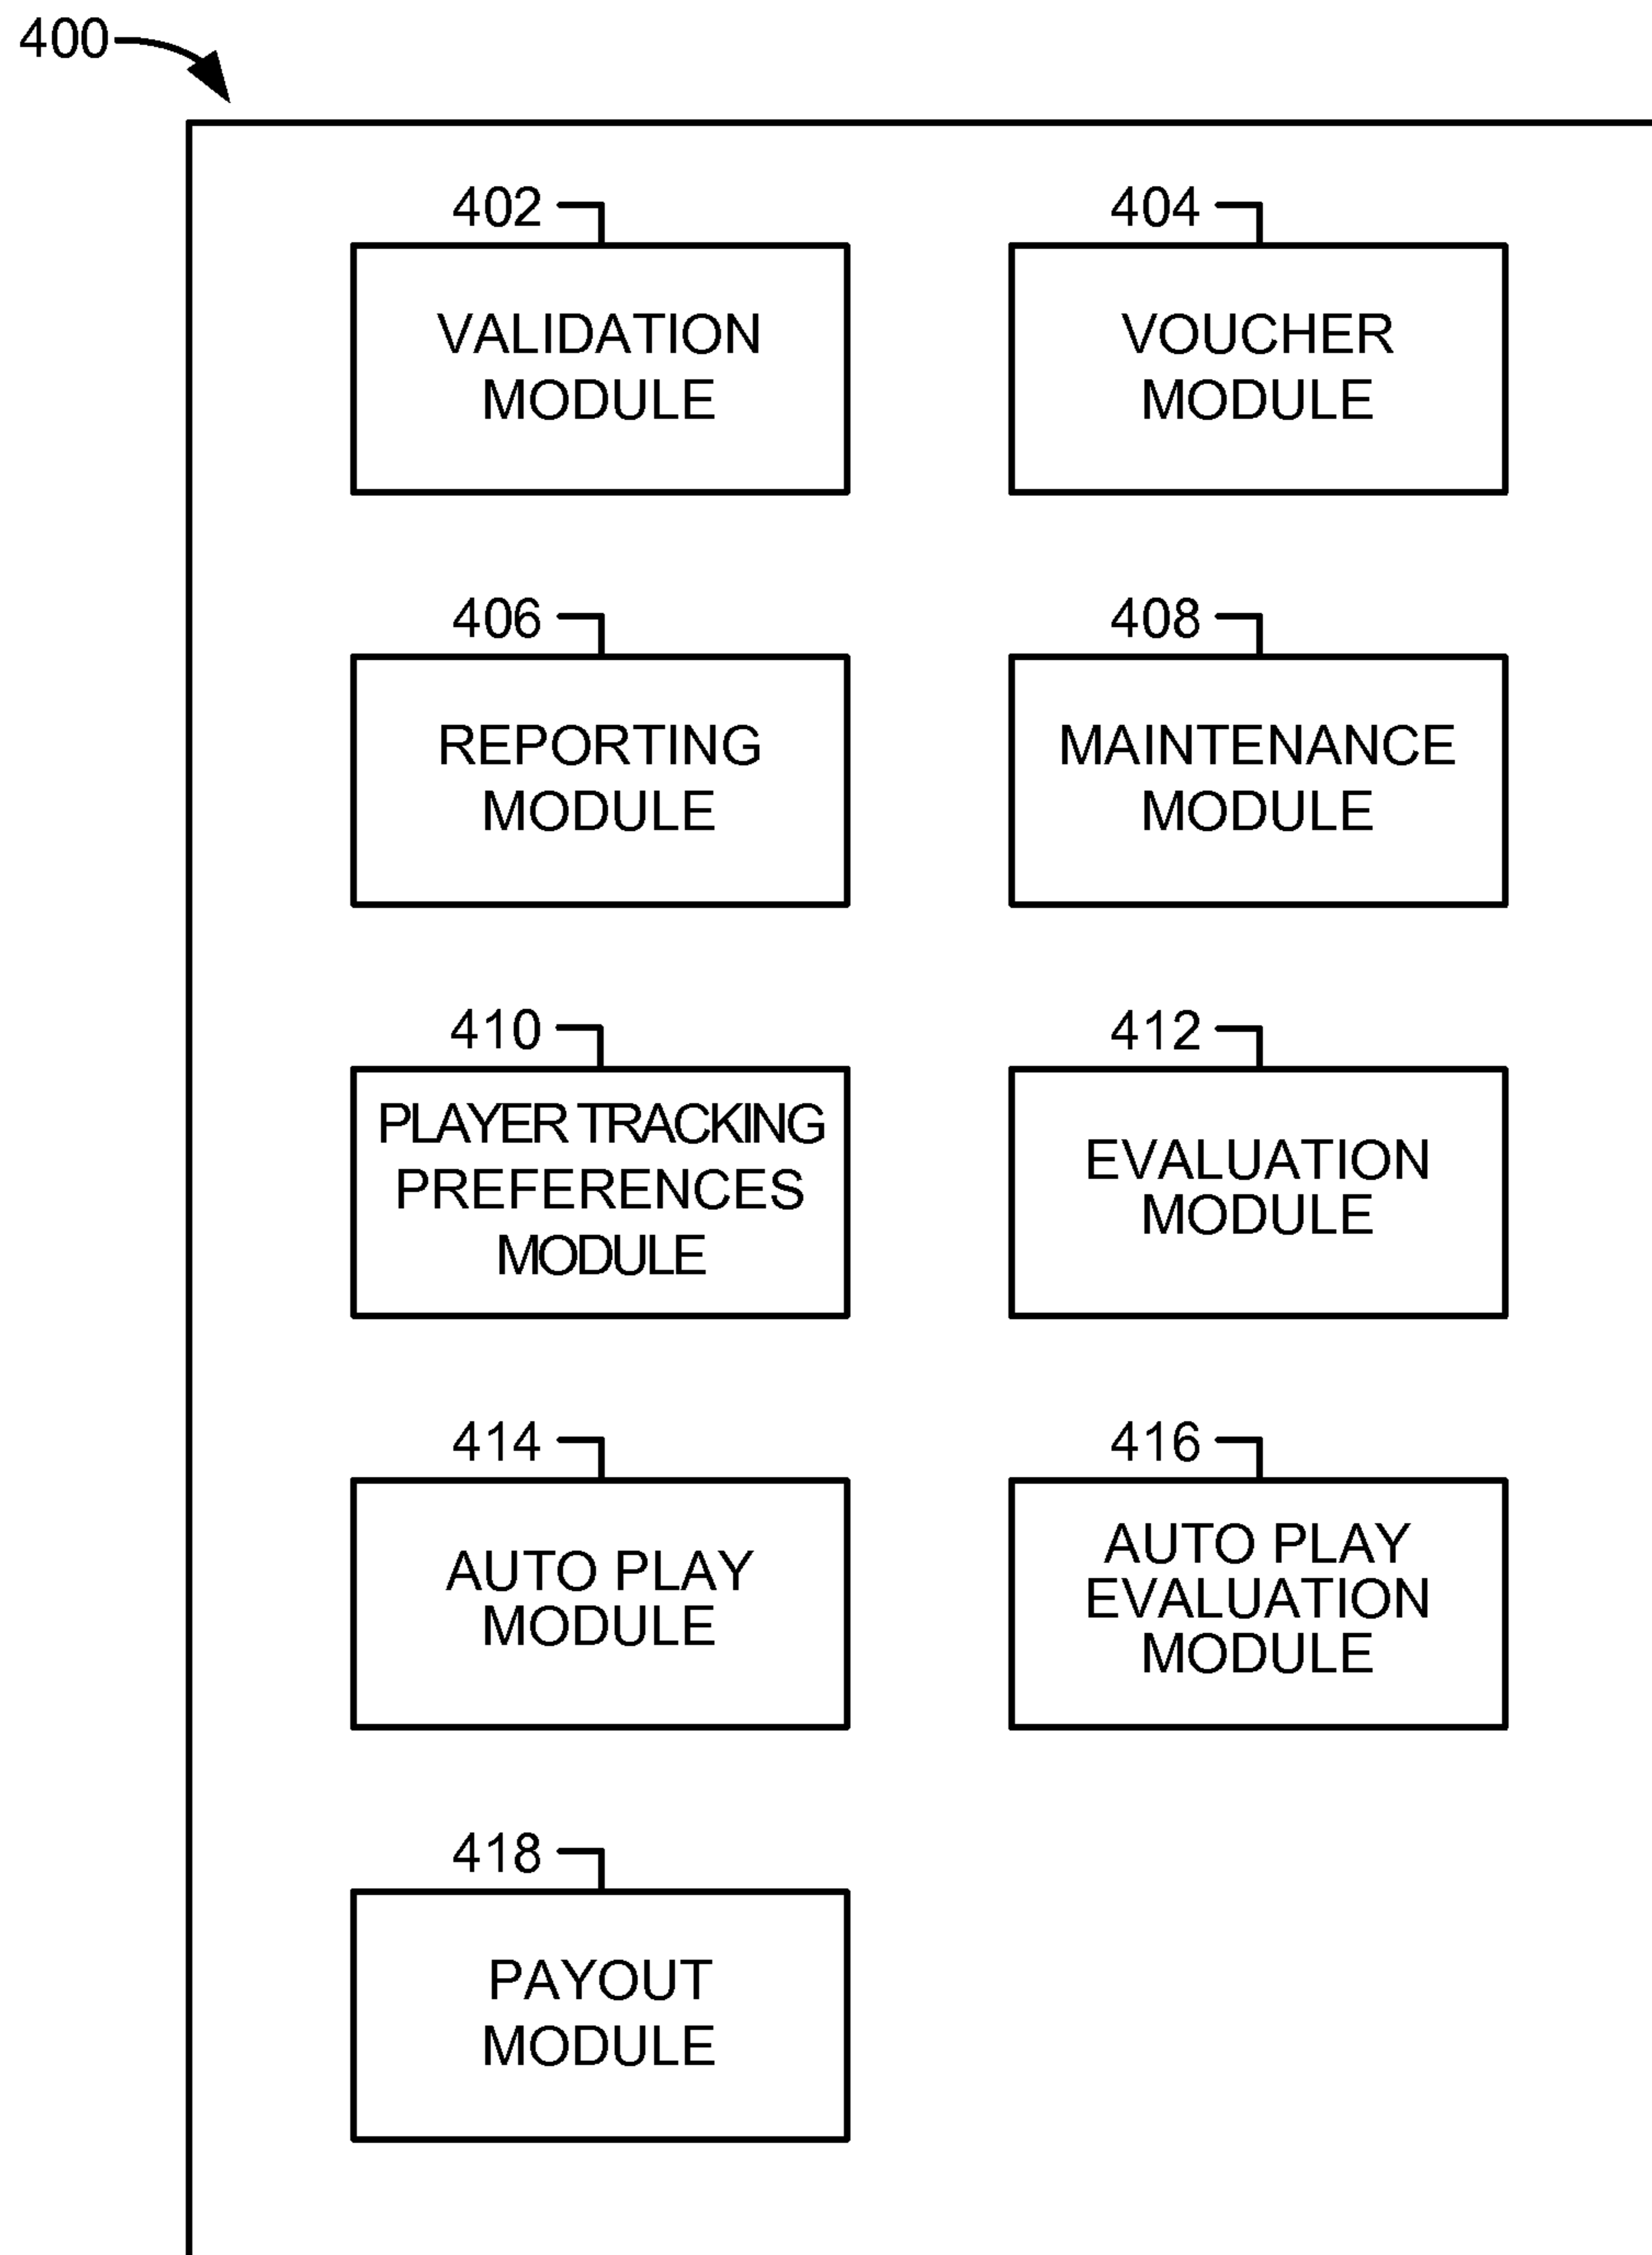 400
402
VALIDATION
MODULE
404
VOUCHER
MODULE
406
REPORTING
MODULE
408
MAINTENANCE
MODULE
410
PLAYER TRACKING
PREFERENCES
MODULE
412
EVALUATION
MODULE
414
AUTO PLAY
MODULE
416
AUTO PLAY
EVALUATION
MODULE
418
PAYOUT
MODULE